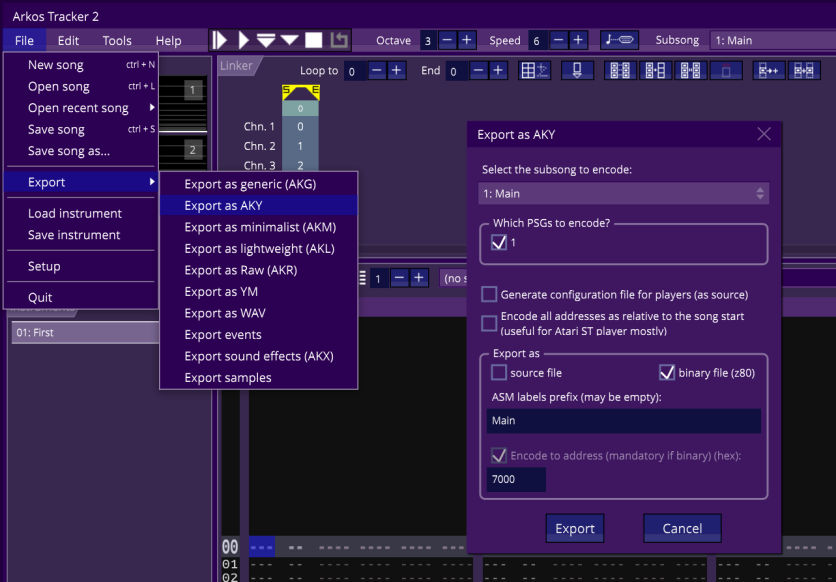 Arkos Tracker 2
File Edit Tools Help Octave 3 Speed 6 Subsong 1: Main
New song ctrl + N
Open song ctrl + L
Open recent song
Save song ctrl + S
Save song as...
Export
Load instrument
Save instrument
Setup
Quit
1
2
Linker Loop to 0 End 0
S E
0
Chn. 1 0
Chn. 2 1
Chn. 3 2
Export as generic (AKG)
Export as AKY
Export as minimalist (AKM)
Export as lightweight (AKL)
Export as Raw (AKR)
Export as YM
Export as WAV
Export events
Export sound effects (AKX)
Export samples
1 (no s
01: First
Export as AKY
Select the subsong to encode:
1: Main
Which PSGs to encode?
1
Generate configuration file for players (as source)
Encode all addresses as relative to the song start
(useful for Atari ST player mostly)
Export as
source file binary file (z80)
ASM labels prefix (may be empty):
Main
Encode to address (mandatory if binary) (hex):
7000
Export Cancel
00 --- -- ---- ---- ---- ----
01
02